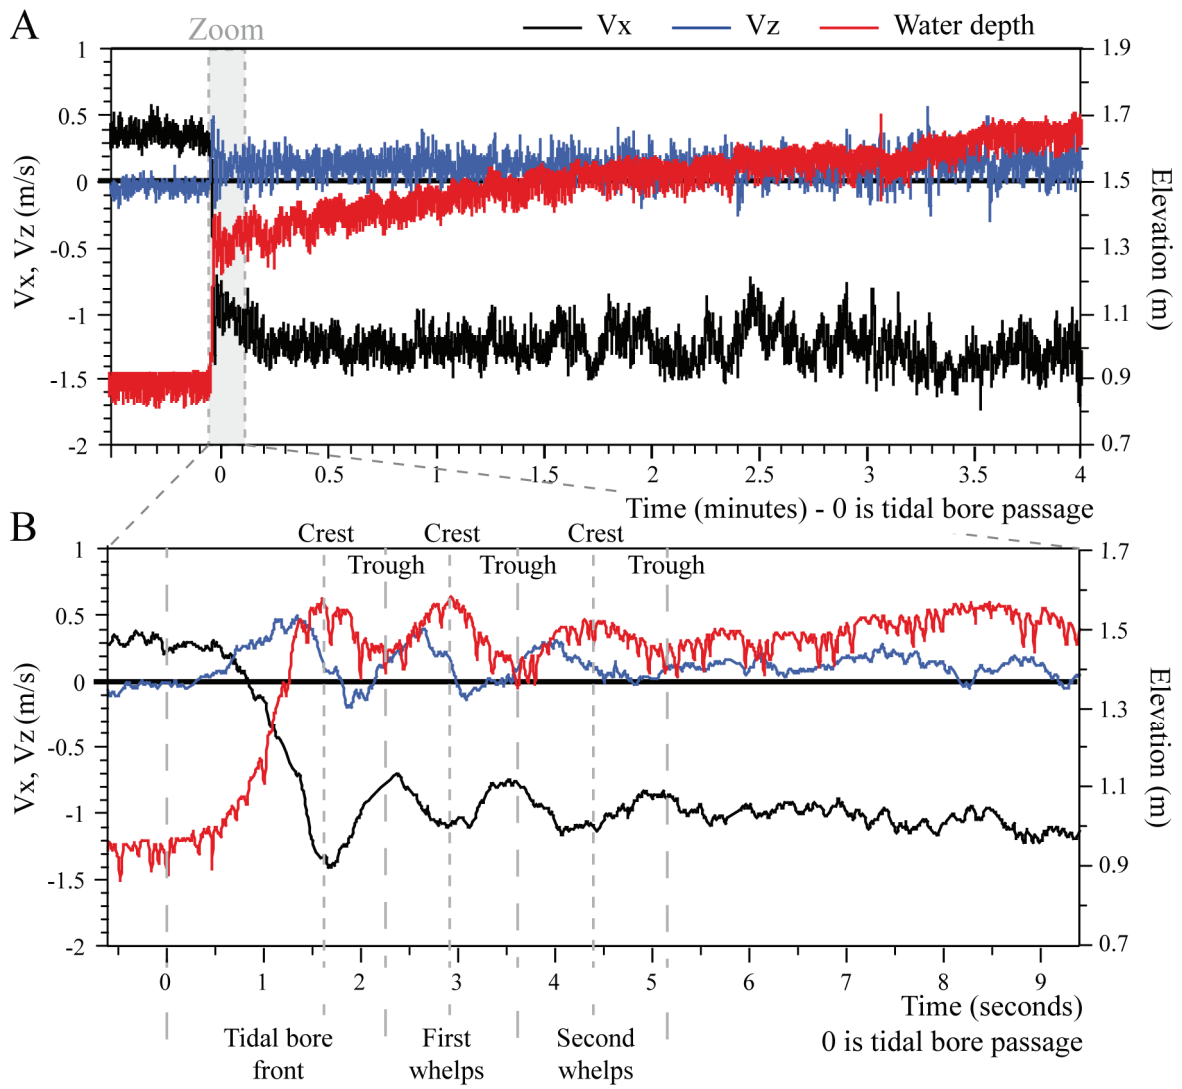 A
Zoom
Vx
Vz
Water depth
1
0.5
0
-0.5
-1
-1.5
-2
Vx, Vz (m/s)
1.9
1.7
1.5
1.3
1.1
0.9
0.7
Elevation (m)
0 0.5 1 1.5 2 2.5 3 3.5 4
Time (minutes) - 0 is tidal bore passage
B
Crest Crest Crest
Trough Trough Trough
1
0.5
0
-0.5
-1
-1.5
-2
Vx, Vz (m/s)
1.7
1.5
1.3
1.1
0.9
0.7
Elevation (m)
0 1 2 3 4 5 6 7 8 9
Time (seconds)
0 is tidal bore passage
Tidal bore
front
First
whelps
Second
whelps